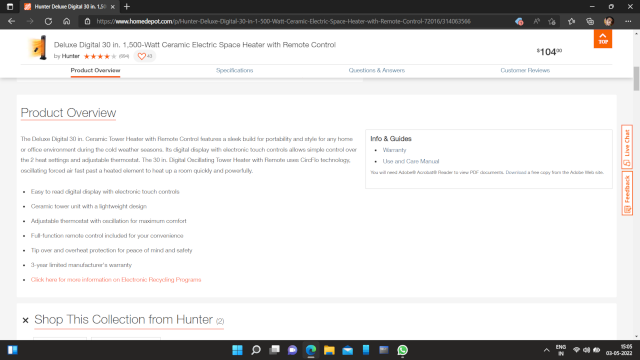 Hunter Deluxe Digital 30 in. 1,50
https://www.homedepot.com/p/Hunter-Deluxe-Digital-30-in-1-500-Watt-Ceramic-Electric-Space-Heater-with-Remote-Control-72016/314063566
Deluxe Digital 30 in. 1,500-Watt Ceramic Electric Space Heater with Remote Control
by Hunter
43
$104
TOP
Product Overview
Specifications
Questions & Answers
Customer Reviews
Product Overview
The Deluxe Digital 30 in. Ceramic Tower Heater with Remote Control features a sleek build for portability and style for any home
or office environment during the cold weather seasons. Its digital display with electronic touch controls allows simple control over
the 2 heat settings and adjustable thermostat. The 30 in. Digital Oscillating Tower Heater with Remote uses CircFlo technology,
oscillating forced air fast past a heated element to heat up a room quickly and powerfully.
• Easy to read digital display with electronic touch controls
• Ceramic tower unit with a lightweight design
• Adjustable thermostat with oscillation for maximum comfort
• Full-function remote control included for your convenience
• Tip over and overheat protection for peace of mind and safety
• 3-year limited manufacturer's warranty
• Click here for more information on Electronic Recycling Programs
Info & Guides
• Warranty
• Use and Care Manual
You will need Adobe® Acrobat® Reader to view PDF documents. Download a free copy from the Adobe Web site.
Live Chat
Feedback
Shop This Collection from Hunter (2)
ENG
IN
15:05
03-05-2022